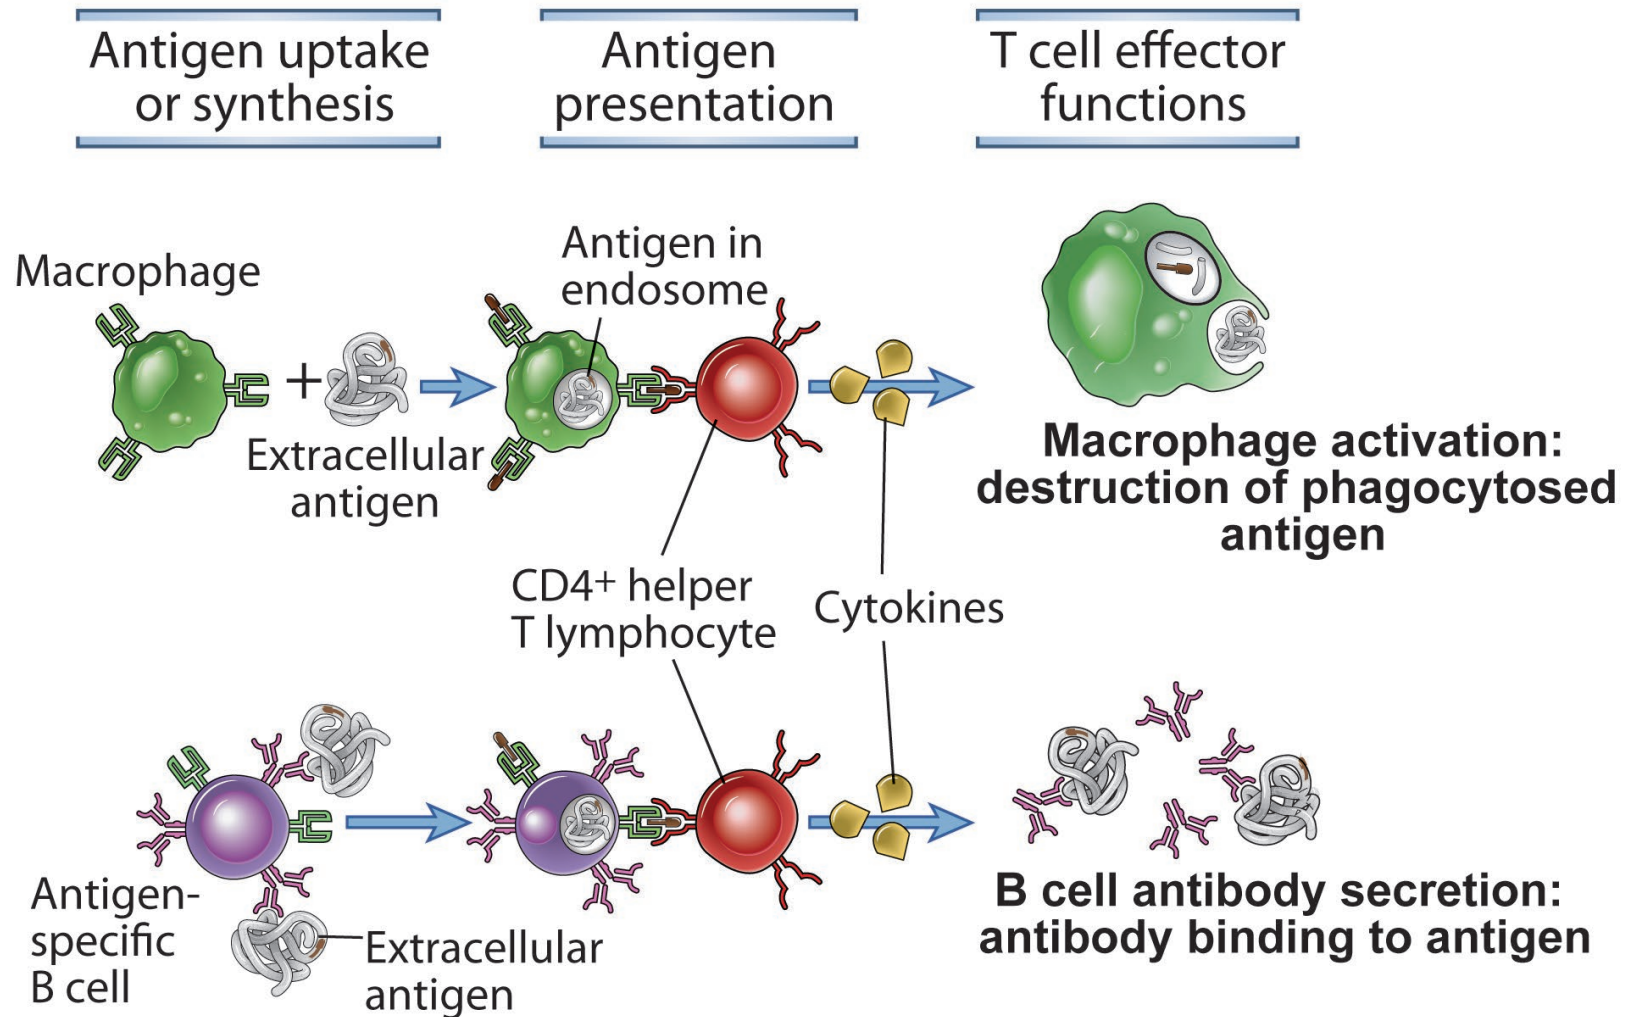 Antigen uptake
or synthesis
Antigen
presentation
T cell effector
functions
Macrophage
Extracellular
antigen
Antigen in
endosome
CD4+ helper
T lymphocyte
Cytokines
Macrophage activation:
destruction of phagocytosed
antigen
Antigen-
specific
B cell
Extracellular
antigen
B cell antibody secretion:
antibody binding to antigen